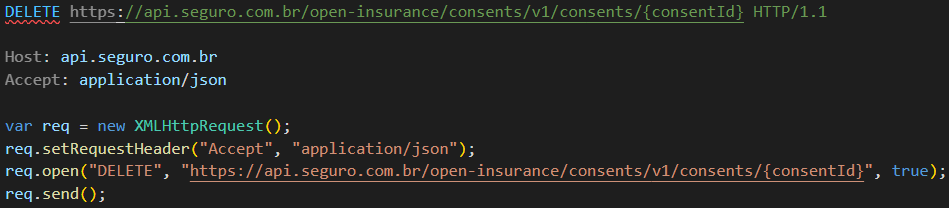 DELETE https://api.seguro.com.br/open-insurance/consents/v1/consents/{consentId} HTTP/1.1
Host: api.seguro.com.br
Accept: application/json
var req = new XMLHttpRequest();
req.setRequestHeader("Accept", "application/json");
req.open("DELETE", "https://api.seguro.com.br/open-insurance/consents/v1/consents/{consentId}", true);
req.send();